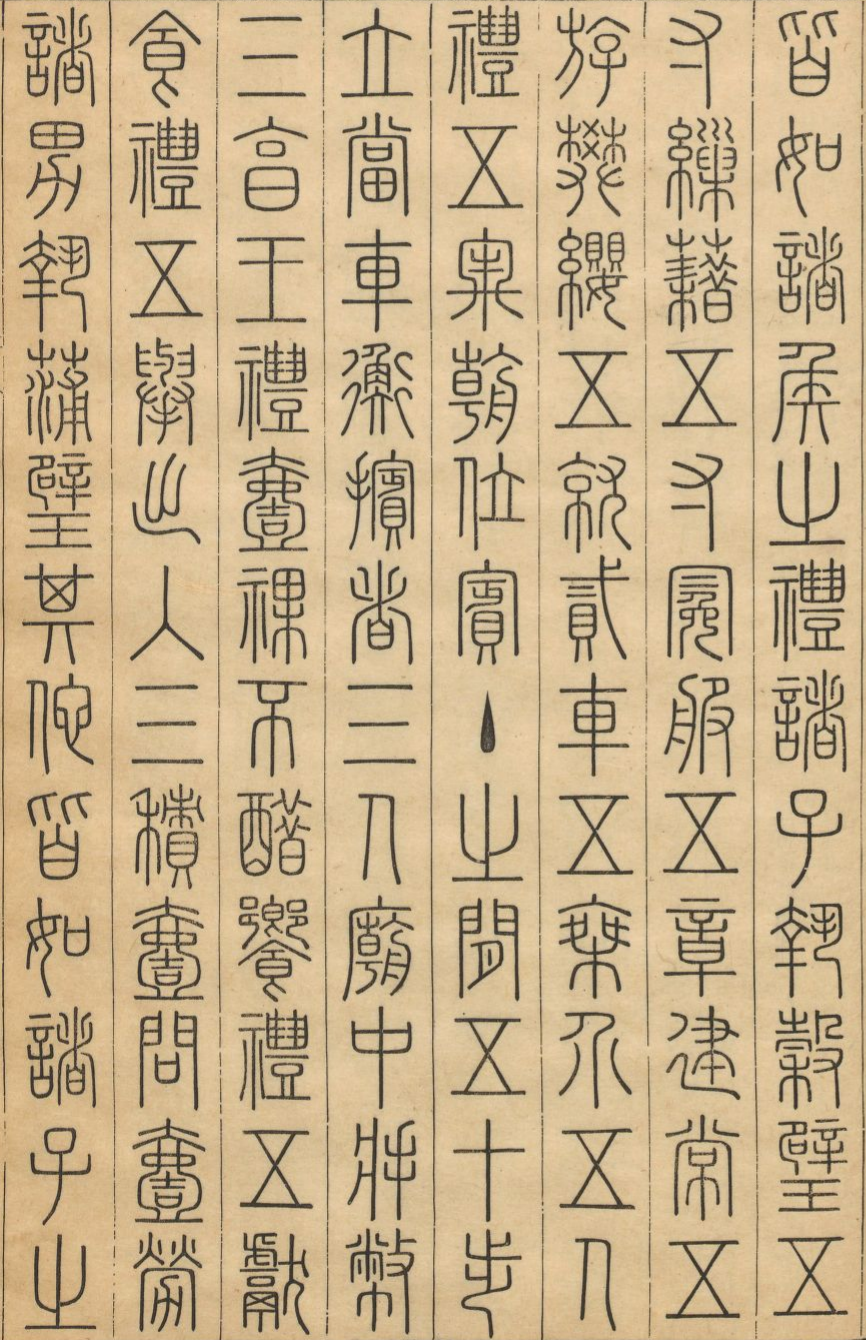 皆如諸侯之禮諸子執穀璧五
寸繅藉五寸冕服五章建常五
斿樊纓五就貳車五乘介五人
禮五牢朝位賓主之閒五十步
立當車衡擯者三人廟中將幣
三享王禮壹祼不醋饗禮五獻
食禮五舉出入三積壹問壹勞
諸男執蒲璧其佗皆如諸子之